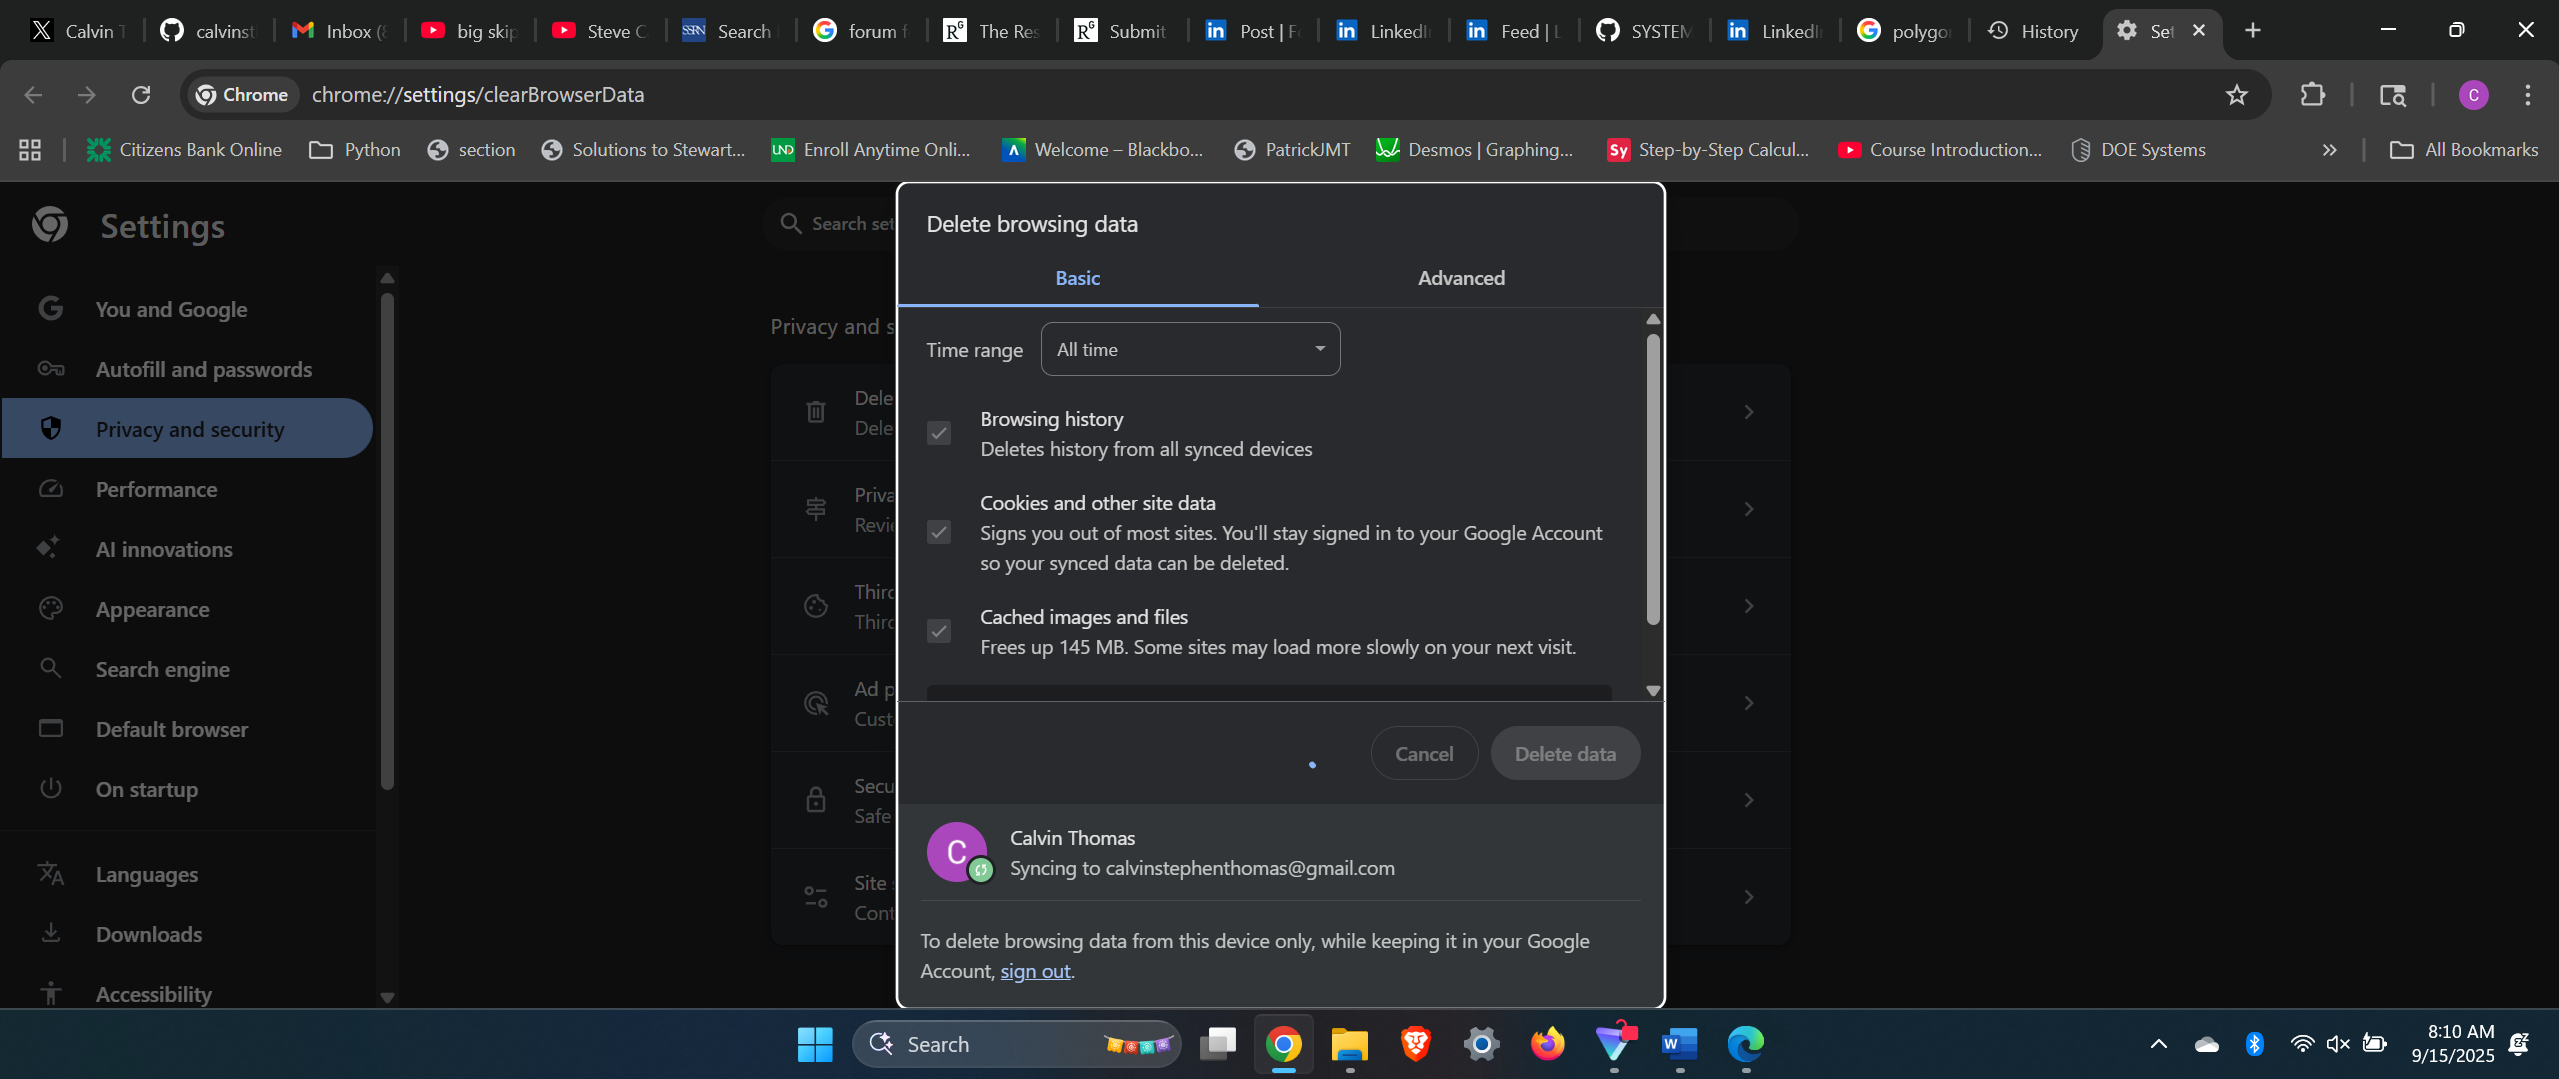 Calvin T
calvinst
Inbox (8
big skip
Steve C
SSRN
Search
forum f
The Res
Submit
Post | Fe
LinkedIn
Feed | L
SYSTEM
LinkedIn
polygon
History
Set
Chrome
chrome://settings/clearBrowserData
C
Citizens Bank Online
Python
section
Solutions to Stewart...
Enroll Anytime Onli...
Welcome – Blackbo...
PatrickJMT
Desmos | Graphing...
Step-by-Step Calcul...
Course Introduction...
DOE Systems
All Bookmarks
Settings
Search set
You and Google
Autofill and passwords
Privacy and security
Performance
AI innovations
Appearance
Search engine
Default browser
On startup
Languages
Downloads
Accessibility
Privacy and s
Dele
Dele
Priva
Revie
Third
Third
Ad p
Cust
Secu
Safe
Site s
Cont
Delete browsing data
Basic
Advanced
Time range
All time
Browsing history
Deletes history from all synced devices
Cookies and other site data
Signs you out of most sites. You'll stay signed in to your Google Account
so your synced data can be deleted.
Cached images and files
Frees up 145 MB. Some sites may load more slowly on your next visit.
Cancel
Delete data
C
Calvin Thomas
Syncing to calvinstephenthomas@gmail.com
To delete browsing data from this device only, while keeping it in your Google
Account, sign out.
Search
8:10 AM
9/15/2025